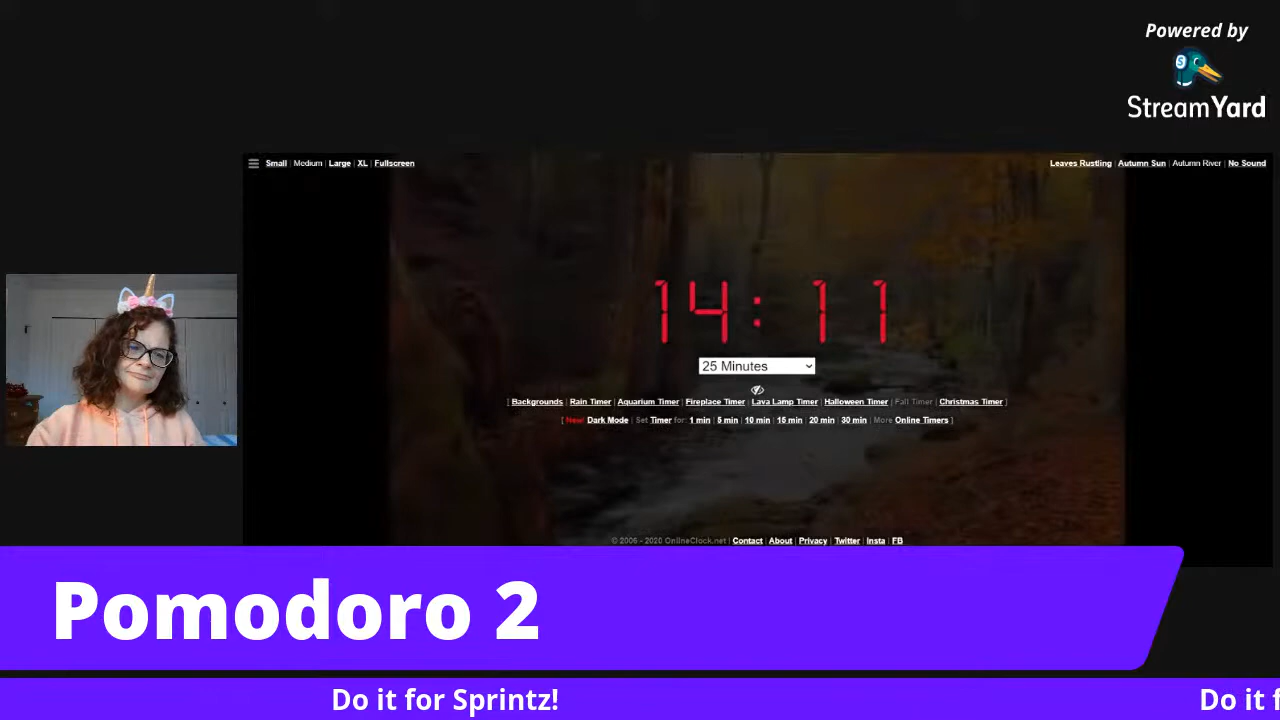 Powered by
StreamYard
Small | Medium | Large | XL | Fullscreen
Leaves Rustling | Autumn Sun | Autumn River | No Sound
14:11
25 Minutes
[ Backgrounds | Rain Timer | Aquarium Timer | Fireplace Timer | Lava Lamp Timer | Halloween Timer | Fall Timer | Christmas Timer ]
[ New! Dark Mode | Set Timer for: 1 min | 5 min | 10 min | 15 min | 20 min | 30 min | More Online Timers ]
© 2006 - 2020 OnlineClock.net | Contact | About | Privacy | Twitter | Insta | FB
Pomodoro 2
Do it for Sprintz!
Do it f